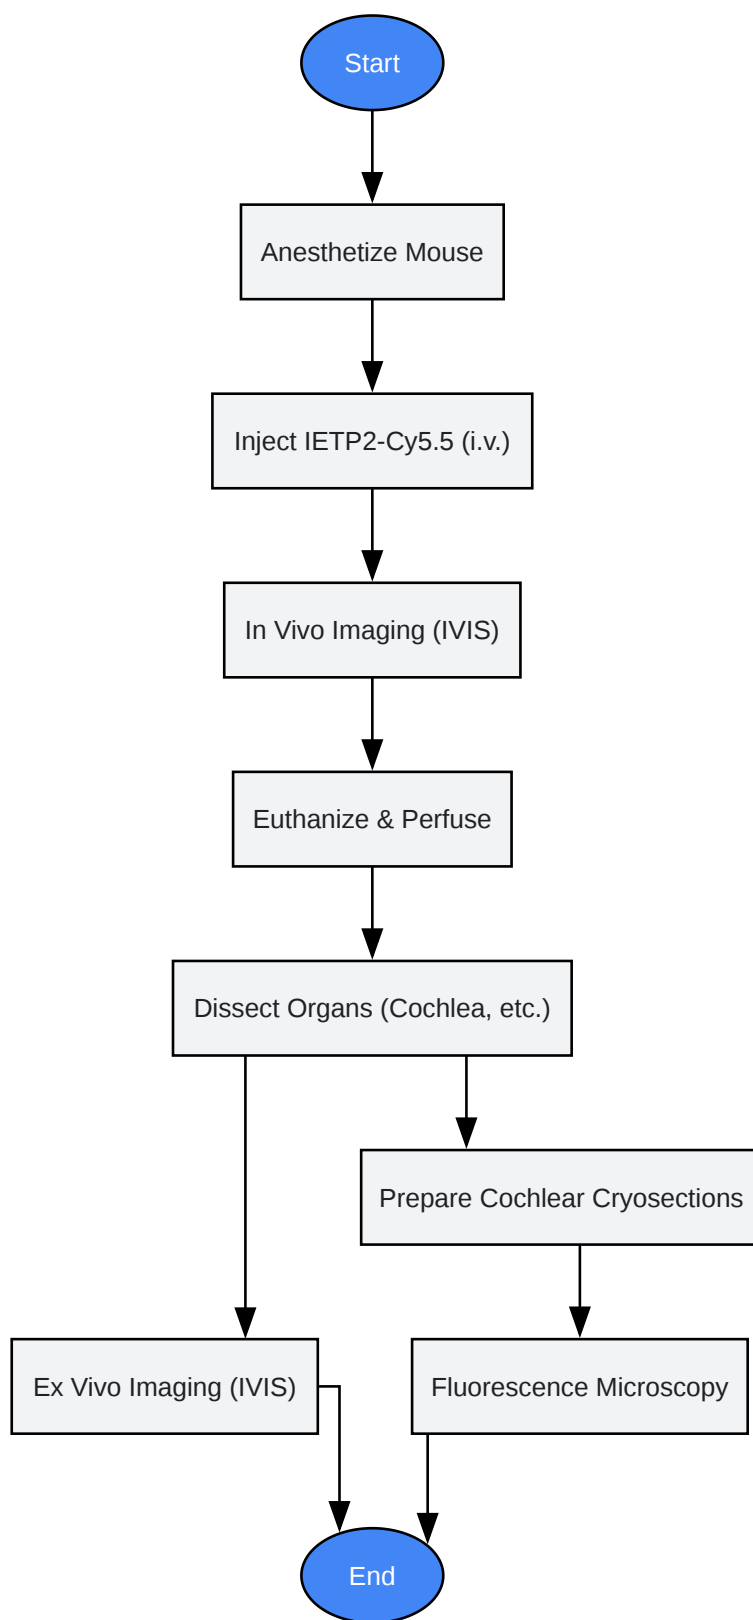 Start
Anesthetize Mouse
Inject IETP2-Cy5.5 (i.v.)
In Vivo Imaging (IVIS)
Euthanize & Perfuse
Dissect Organs (Cochlea, etc.)
Prepare Cochlear Cryosections
Ex Vivo Imaging (IVIS)
Fluorescence Microscopy
End